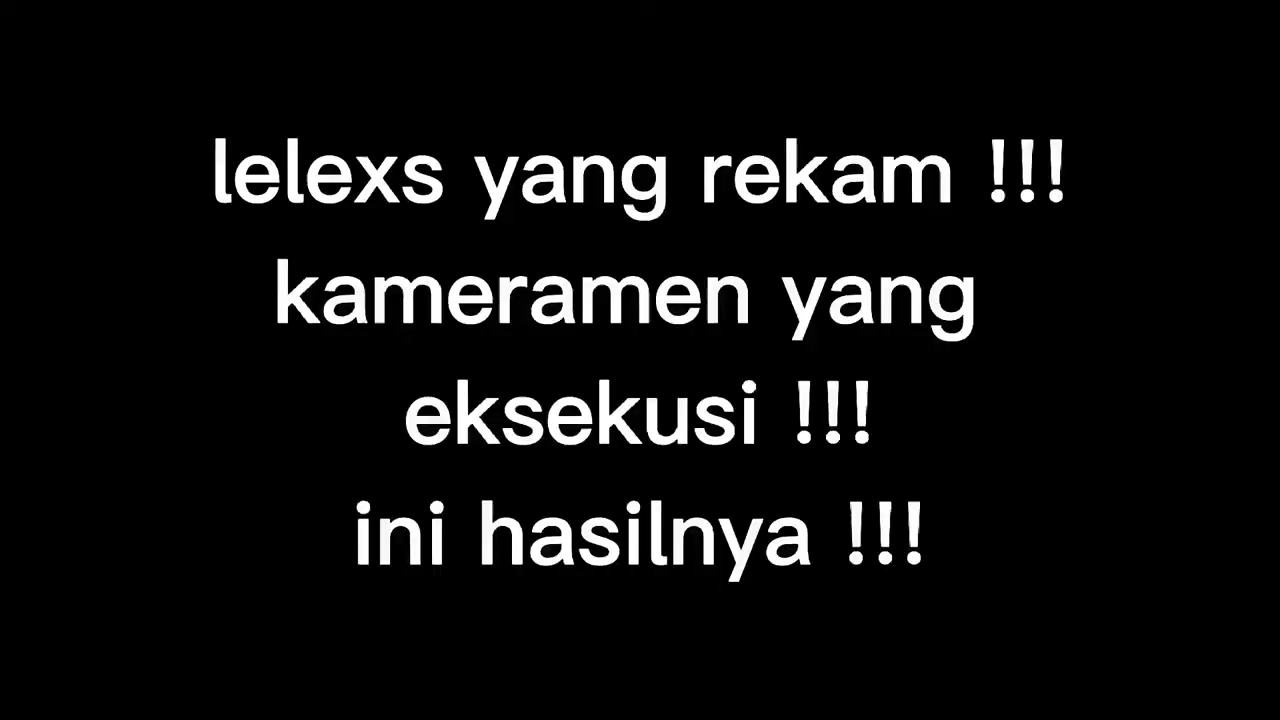 lelexs yang rekam !!!
kameramen yang
eksekusi !!!
ini hasilnya !!!